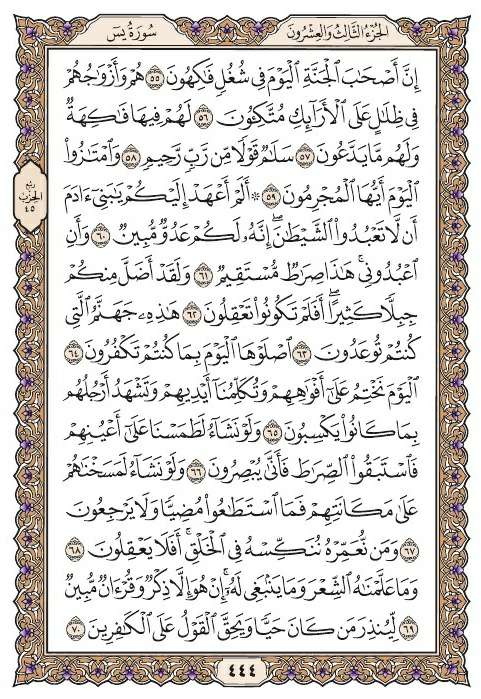 الجُزْءُ الثَّالِثُ وَالعِشْرُونَ سُورَةُ يسٓ
إِنَّ أَصْحَٰبَ ٱلْجَنَّةِ ٱلْيَوْمَ فِى شُغُلٍ فَٰكِهُونَ ٥٥ هُمْ وَأَزْوَٰجُهُمْ
فِى ظِلَٰلٍ عَلَى ٱلْأَرَآئِكِ مُتَّكِـُٔونَ ٥٦ لَهُمْ فِيهَا فَٰكِهَةٌ
وَلَهُم مَّا يَدَّعُونَ ٥٧ سَلَٰمٌ قَوْلًا مِّن رَّبٍّ رَّحِيمٍ ٥٨ وَٱمْتَٰزُوا۟
ٱلْيَوْمَ أَيُّهَا ٱلْمُجْرِمُونَ ٥٩ ۞ أَلَمْ أَعْهَدْ إِلَيْكُمْ يَٰبَنِىٓ ءَادَمَ
أَن لَّا تَعْبُدُوا۟ ٱلشَّيْطَٰنَ ۖ إِنَّهُۥ لَكُمْ عَدُوٌّ مُّبِينٌ ٦٠ وَأَنِ
ٱعْبُدُونِى ۚ هَٰذَا صِرَٰطٌ مُّسْتَقِيمٌ ٦١ وَلَقَدْ أَضَلَّ مِنكُمْ
جِبِلًّا كَثِيرًا ۖ أَفَلَمْ تَكُونُوا۟ تَعْقِلُونَ ٦٢ هَٰذِهِۦ جَهَنَّمُ ٱلَّتِى
كُنتُمْ تُوعَدُونَ ٦٣ ٱصْلَوْهَا ٱلْيَوْمَ بِمَا كُنتُمْ تَكْفُرُونَ ٦٤
ٱلْيَوْمَ نَخْتِمُ عَلَىٰٓ أَفْوَٰهِهِمْ وَتُكَلِّمُنَآ أَيْدِيهِمْ وَتَشْهَدُ أَرْجُلُهُم
بِمَا كَانُوا۟ يَكْسِبُونَ ٦٥ وَلَوْ نَشَآءُ لَطَمَسْنَا عَلَىٰٓ أَعْيُنِهِمْ
فَٱسْتَبَقُوا۟ ٱلصِّرَٰطَ فَأَنَّىٰ يُبْصِرُونَ ٦٦ وَلَوْ نَشَآءُ لَمَسَخْنَٰهُمْ
عَلَىٰ مَكَانَتِهِمْ فَمَا ٱسْتَطَٰعُوا۟ مُضِيًّا وَلَا يَرْجِعُونَ
٦٧ وَمَن نُّعَمِّرْهُ نُنَكِّسْهُ فِى ٱلْخَلْقِ ۖ أَفَلَا يَعْقِلُونَ ٦٨
وَمَا عَلَّمْنَٰهُ ٱلشِّعْرَ وَمَا يَنۢبَغِى لَهُۥٓ ۚ إِنْ هُوَ إِلَّا ذِكْرٌ وَقُرْءَانٌ مُّبِينٌ
٦٩ لِّيُنذِرَ مَن كَانَ حَيًّا وَيَحِقَّ ٱلْقَوْلُ عَلَى ٱلْكَٰفِرِينَ ٧٠
رُبْعُ
الحِزْب
٤٥
٤٤٤